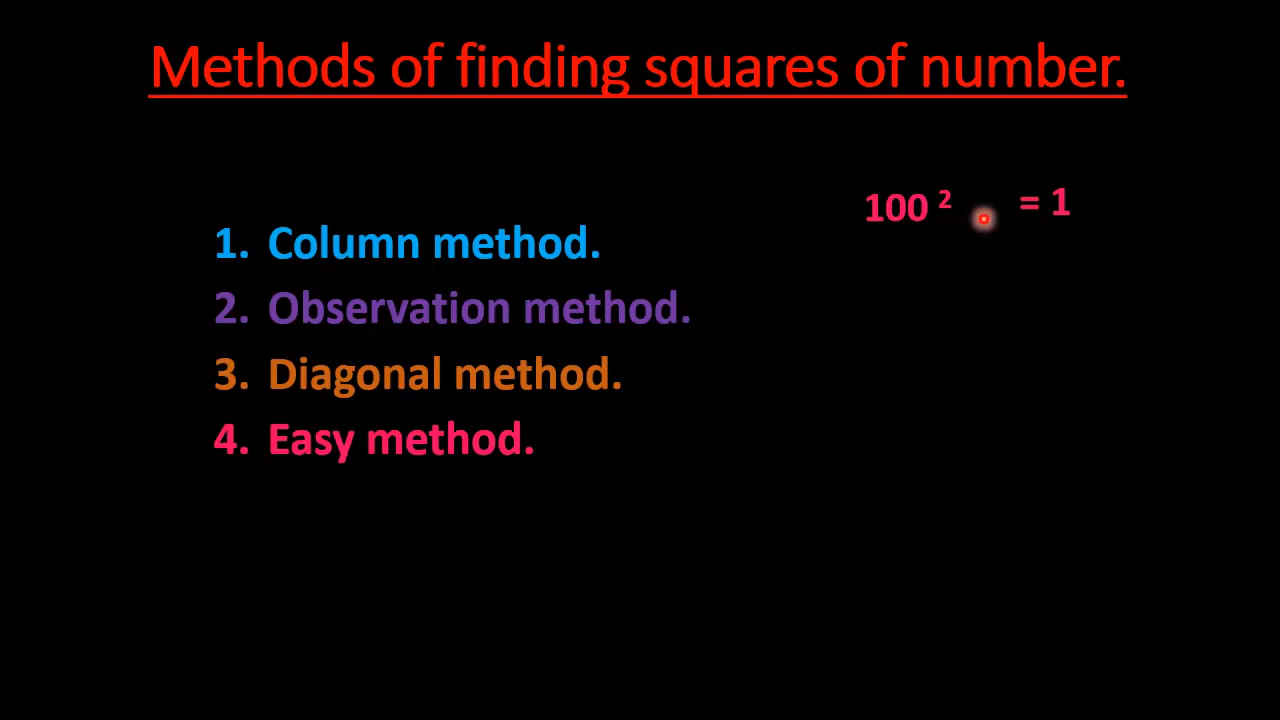 Methods of finding squares of number.
100 ² = 1
1. Column method.
2. Observation method.
3. Diagonal method.
4. Easy method.